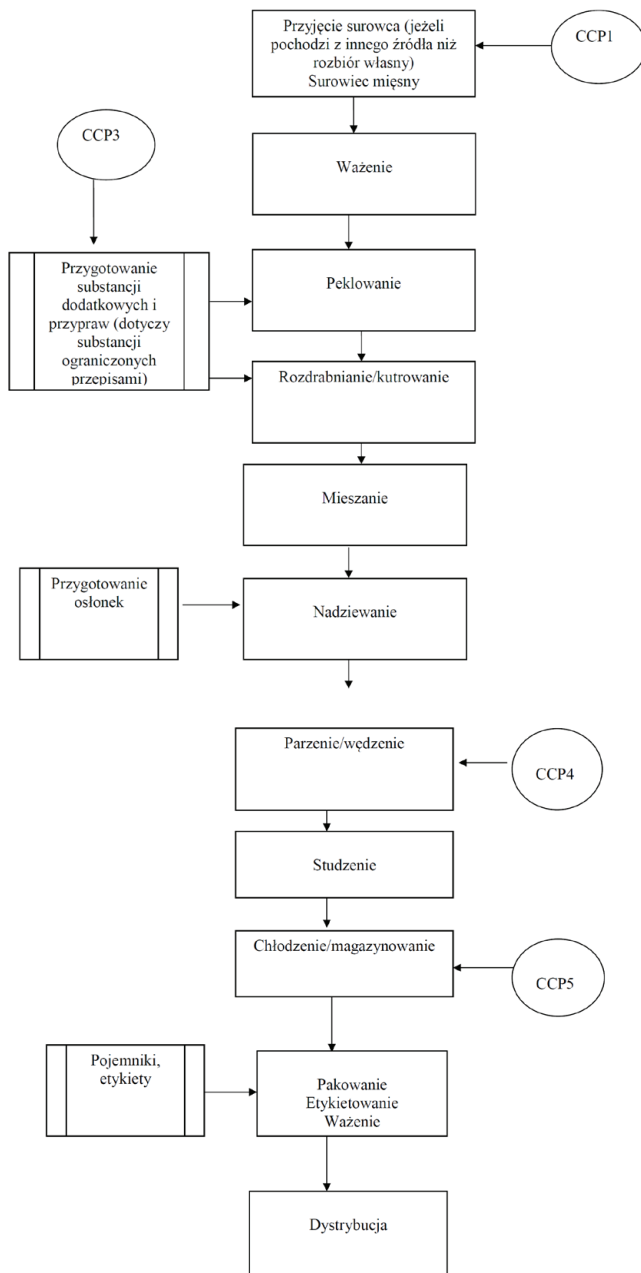 Przyjęcie surowca (jeżeli
pochodzi z innego źródła niż
rozbiór własny)
Surowiec mięsny
CCP1
CCP3
Ważenie
Przygotowanie
substancji
dodatkowych i
przypraw (dotyczy
substancji
ograniczonych
przepisami)
Peklowanie
Rozdrabnianie/kutrowanie
Mieszanie
Przygotowanie
osłonek
Nadziewanie
Parzenie/wędzenie
CCP4
Studzenie
Chłodzenie/magazynowanie
CCP5
Pojemniki,
etykiety
Pakowanie
Etykietowanie
Ważenie
Dystrybucja